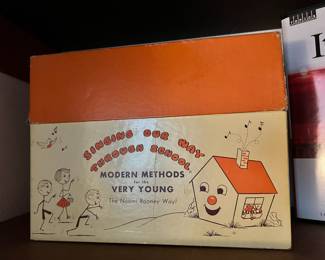 SINGING OUR WAY
THROUGH SCHOOL
MODERN METHODS
for the
VERY YOUNG
The Naomi Rooney Way!